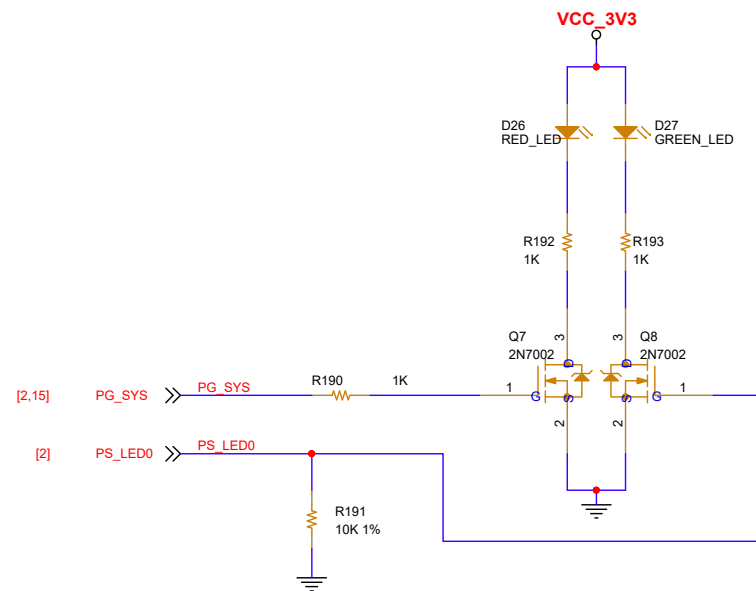 VCC_3V3
D26
RED_LED
D27
GREEN_LED
R192
1K
R193
1K
Q7
2N7002
3
3
Q8
2N7002
D
D
[2,15]
PG_SYS
PG_SYS
R190
1K
1
G
S
S
G
1
2
2
[2]
PS_LED0
PS_LED0
R191
10K 1%